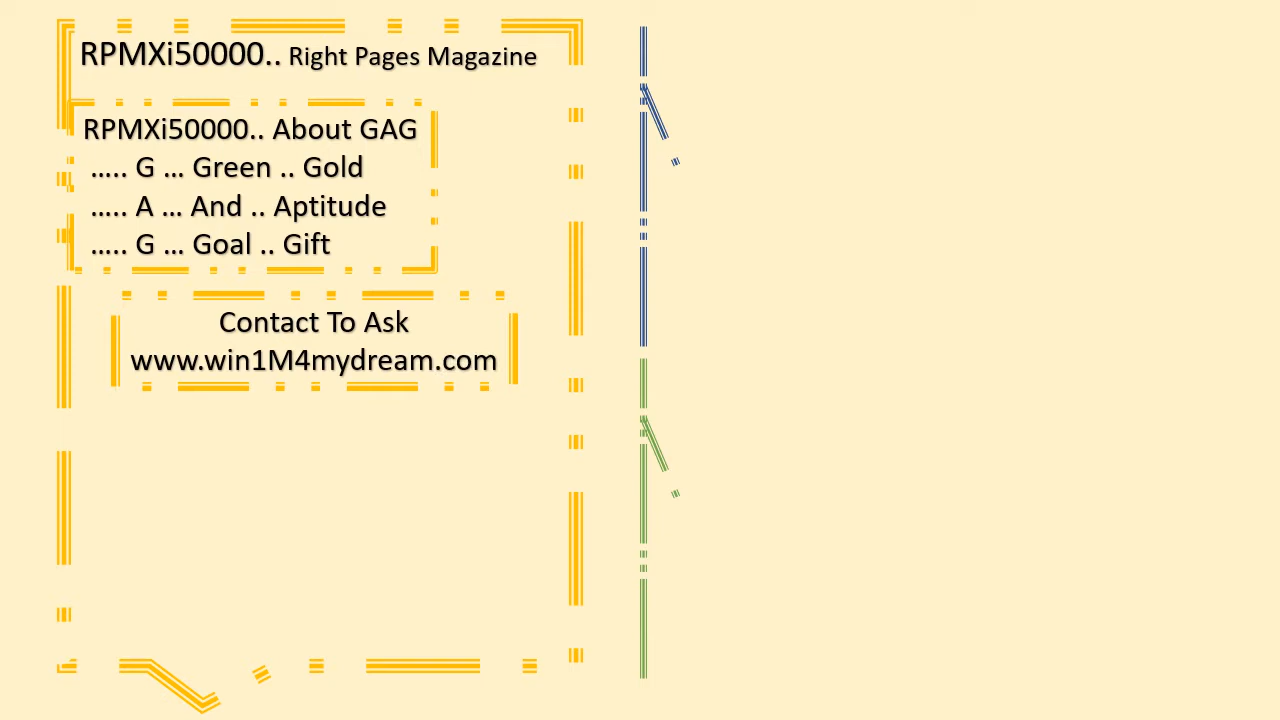 RPMXi50000.. Right Pages Magazine
RPMXi50000.. About GAG
..... G ... Green .. Gold
..... A ... And .. Aptitude
..... G ... Goal .. Gift
Contact To Ask
www.win1M4mydream.com